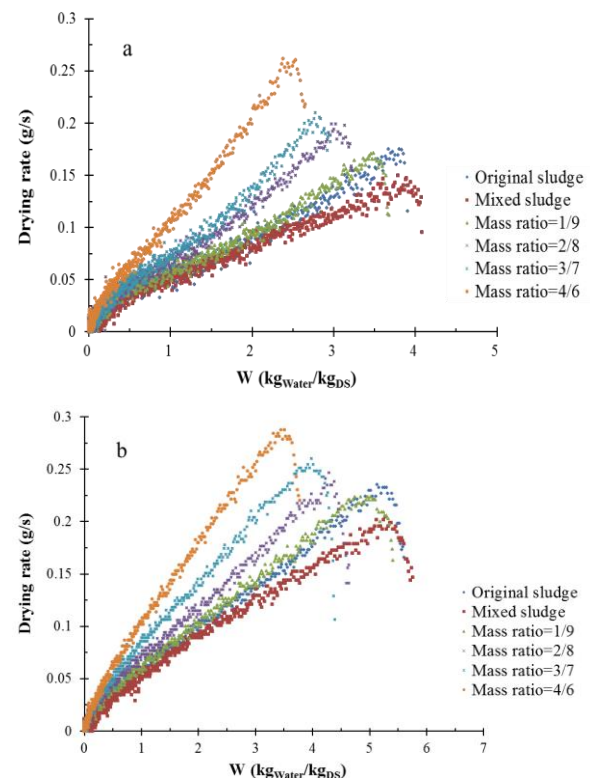 a
0.3
0.25
0.2
0.15
0.1
0.05
0
Drying rate (g/s)
0 1 2 3 4 5
W (kgWater/kgDS)
Original sludge
Mixed sludge
Mass ratio=1/9
Mass ratio=2/8
Mass ratio=3/7
Mass ratio=4/6
b
0.3
0.25
0.2
0.15
0.1
0.05
0
Drying rate (g/s)
0 1 2 3 4 5 6 7
W (kgWater/kgDS)
Original sludge
Mixed sludge
Mass ratio=1/9
Mass ratio=2/8
Mass ratio=3/7
Mass ratio=4/6